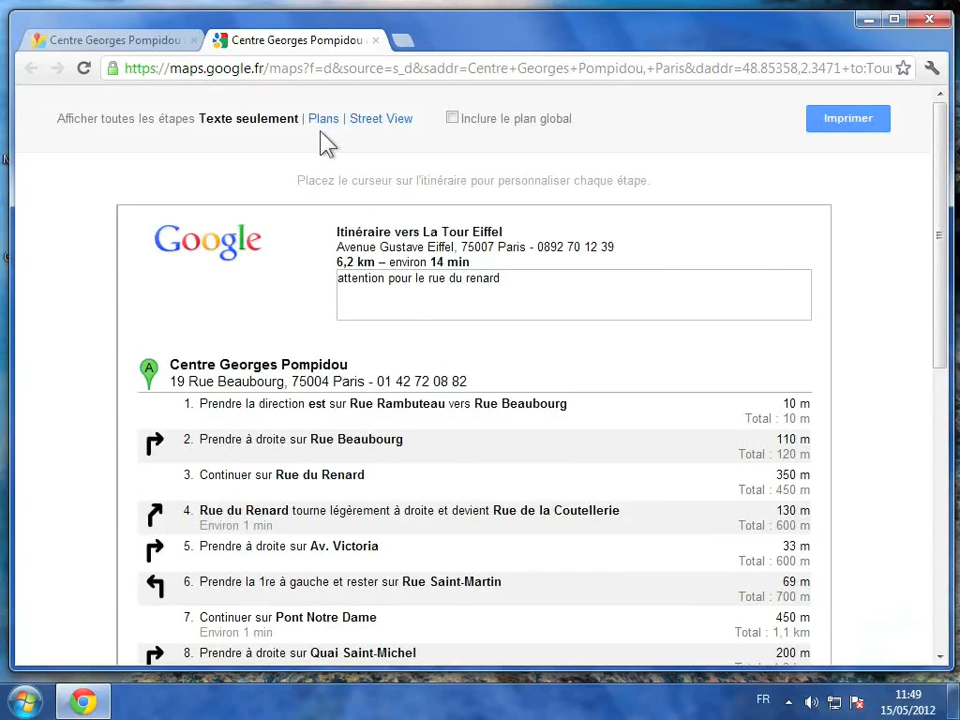 Centre Georges Pompidou
Centre Georges Pompidou
https://maps.google.fr/maps?f=d&source=s_d&saddr=Centre+Georges+Pompidou,+Paris&daddr=48.85358,2.3471+to:Tour
Afficher toutes les étapes Texte seulement | Plans | Street View
Inclure le plan global
Imprimer
Placez le curseur sur l'itinéraire pour personnaliser chaque étape.
Google
Itinéraire vers La Tour Eiffel
Avenue Gustave Eiffel, 75007 Paris - 0892 70 12 39
6,2 km – environ 14 min
attention pour le rue du renard
A
Centre Georges Pompidou
19 Rue Beaubourg, 75004 Paris - 01 42 72 08 82
1. Prendre la direction est sur Rue Rambuteau vers Rue Beaubourg 10 m
Total : 10 m
2. Prendre à droite sur Rue Beaubourg 110 m
Total : 120 m
3. Continuer sur Rue du Renard 350 m
Total : 450 m
4. Rue du Renard tourne légèrement à droite et devient Rue de la Coutellerie 130 m
Environ 1 min Total : 600 m
5. Prendre à droite sur Av. Victoria 33 m
Total : 600 m
6. Prendre la 1re à gauche et rester sur Rue Saint-Martin 69 m
Total : 700 m
7. Continuer sur Pont Notre Dame 450 m
Environ 1 min Total : 1,1 km
8. Prendre à droite sur Quai Saint-Michel 200 m
FR
11:49
15/05/2012